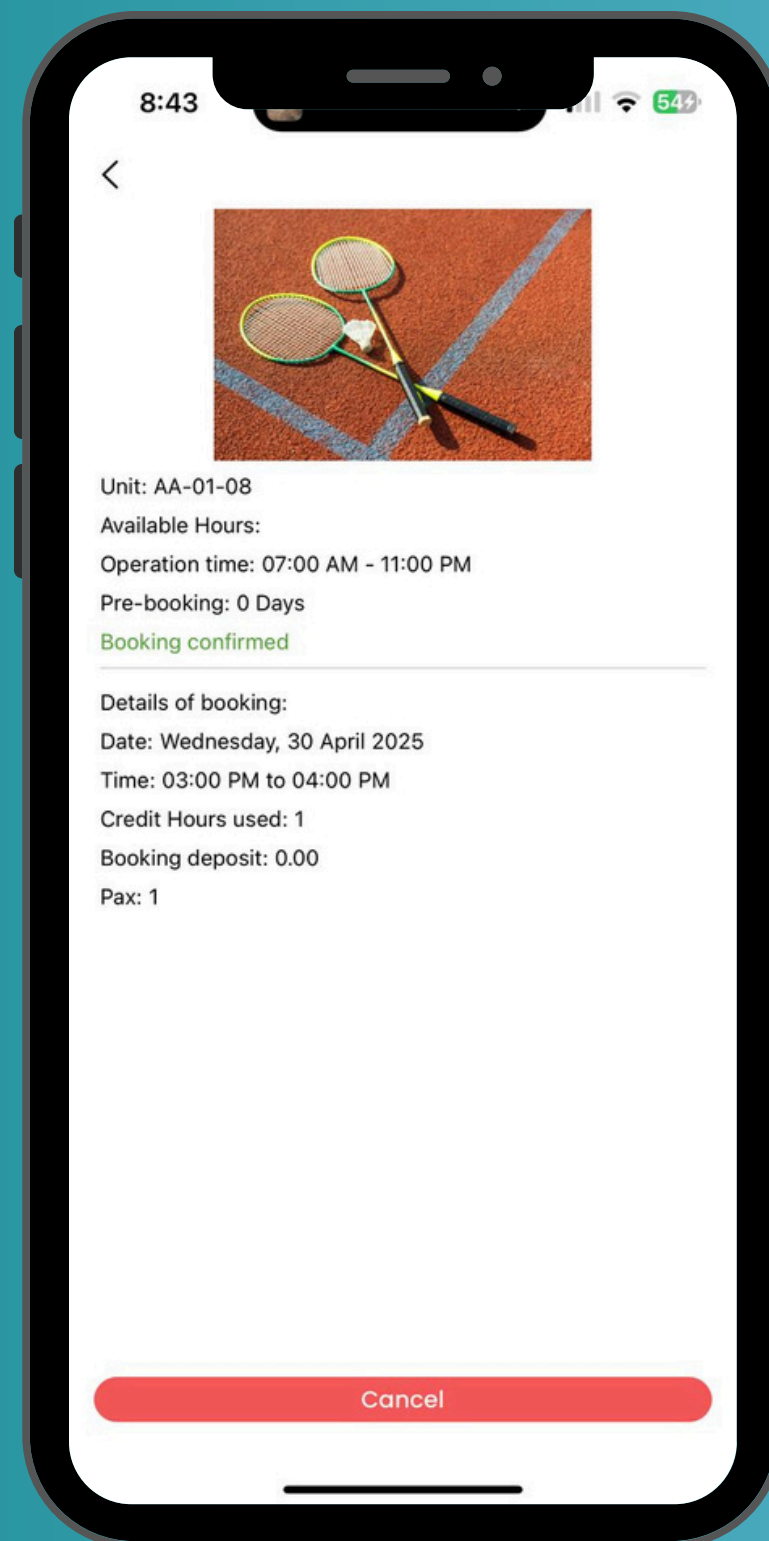 8:43
54
Unit: AA-01-08
Available Hours:
Operation time: 07:00 AM - 11:00 PM
Pre-booking: 0 Days
Booking confirmed
Details of booking:
Date: Wednesday, 30 April 2025
Time: 03:00 PM to 04:00 PM
Credit Hours used: 1
Booking deposit: 0.00
Pax: 1
Cancel